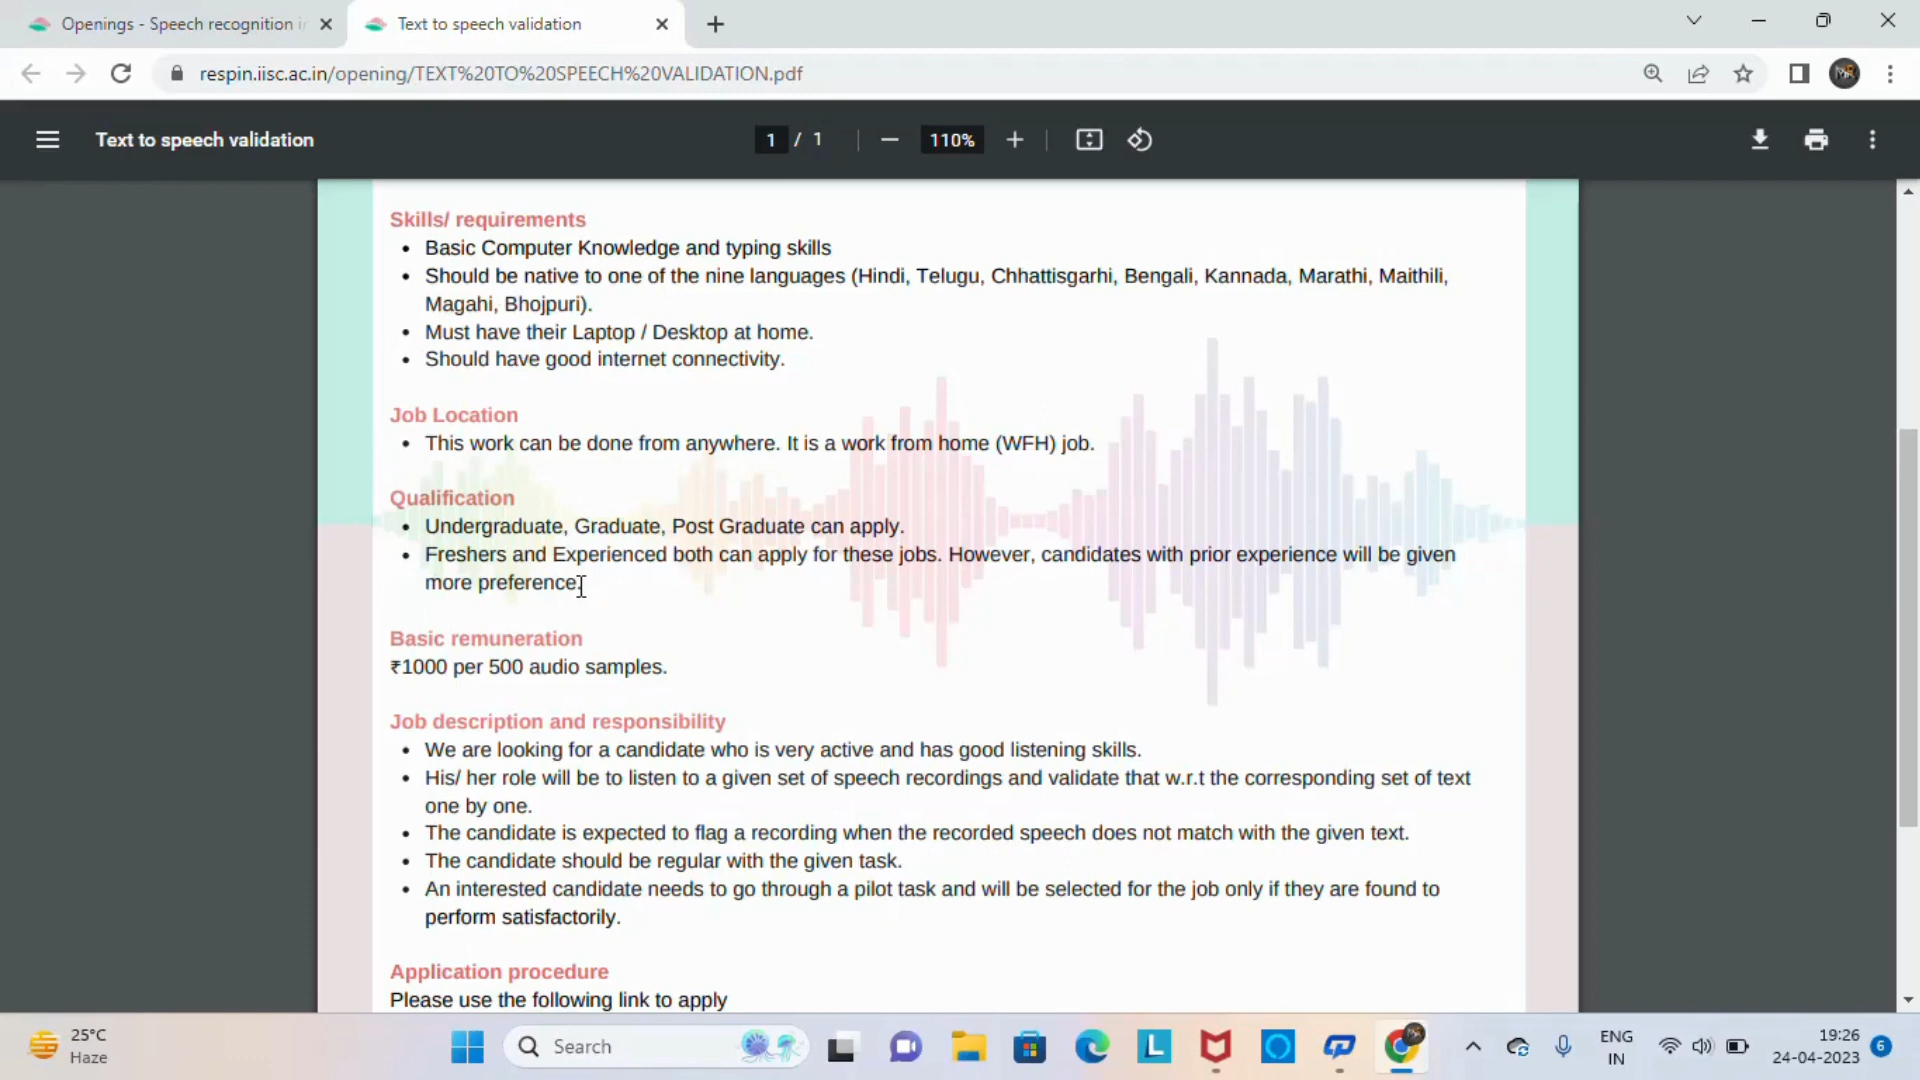 Openings - Speech recognition in
Text to speech validation
respin.iisc.ac.in/opening/TEXT%20TO%20SPEECH%20VALIDATION.pdf
Text to speech validation
1 / 1
110%
Skills/ requirements
• Basic Computer Knowledge and typing skills
• Should be native to one of the nine languages (Hindi, Telugu, Chhattisgarhi, Bengali, Kannada, Marathi, Maithili,
Magahi, Bhojpuri).
• Must have their Laptop / Desktop at home.
• Should have good internet connectivity.
Job Location
• This work can be done from anywhere. It is a work from home (WFH) job.
Qualification
• Undergraduate, Graduate, Post Graduate can apply.
• Freshers and Experienced both can apply for these jobs. However, candidates with prior experience will be given
more preference.
Basic remuneration
₹1000 per 500 audio samples.
Job description and responsibility
• We are looking for a candidate who is very active and has good listening skills.
• His/ her role will be to listen to a given set of speech recordings and validate that w.r.t the corresponding set of text
one by one.
• The candidate is expected to flag a recording when the recorded speech does not match with the given text.
• The candidate should be regular with the given task.
• An interested candidate needs to go through a pilot task and will be selected for the job only if they are found to
perform satisfactorily.
Application procedure
Please use the following link to apply
25°C
Haze
Search
ENG
IN
19:26
24-04-2023
6